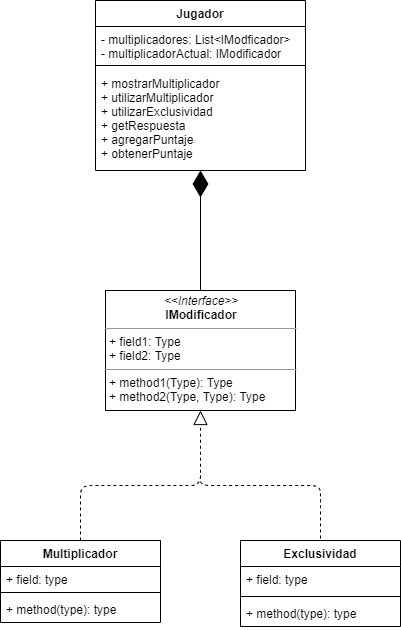 Jugador
- multiplicadores: List<IModficador>
- multiplicadorActual: IModificador
+ mostrarMultiplicador
+ utilizarMultiplicador
+ utilizarExclusividad
+ getRespuesta
+ agregarPuntaje
+ obtenerPuntaje
<<Interface>>
IModificador
+ field1: Type
+ field2: Type
+ method1(Type): Type
+ method2(Type, Type): Type
Multiplicador
+ field: type
+ method(type): type
Exclusividad
+ field: type
+ method(type): type